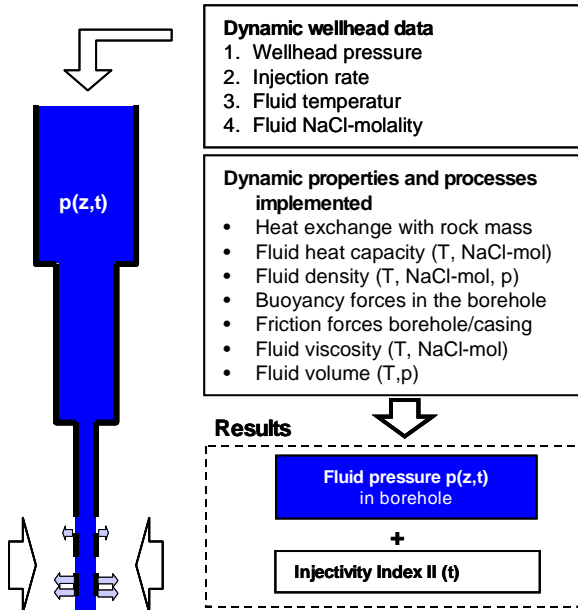 Dynamic wellhead data
1. Wellhead pressure
2. Injection rate
3. Fluid temperatur
4. Fluid NaCl-molality
p(z,t)
Dynamic properties and processes
implemented
• Heat exchange with rock mass
• Fluid heat capacity (T, NaCl-mol)
• Fluid density (T, NaCl-mol, p)
• Buoyancy forces in the borehole
• Friction forces borehole/casing
• Fluid viscosity (T, NaCl-mol)
• Fluid volume (T,p)
Results
Fluid pressure p(z,t)
in borehole
+
Injectivity Index II (t)